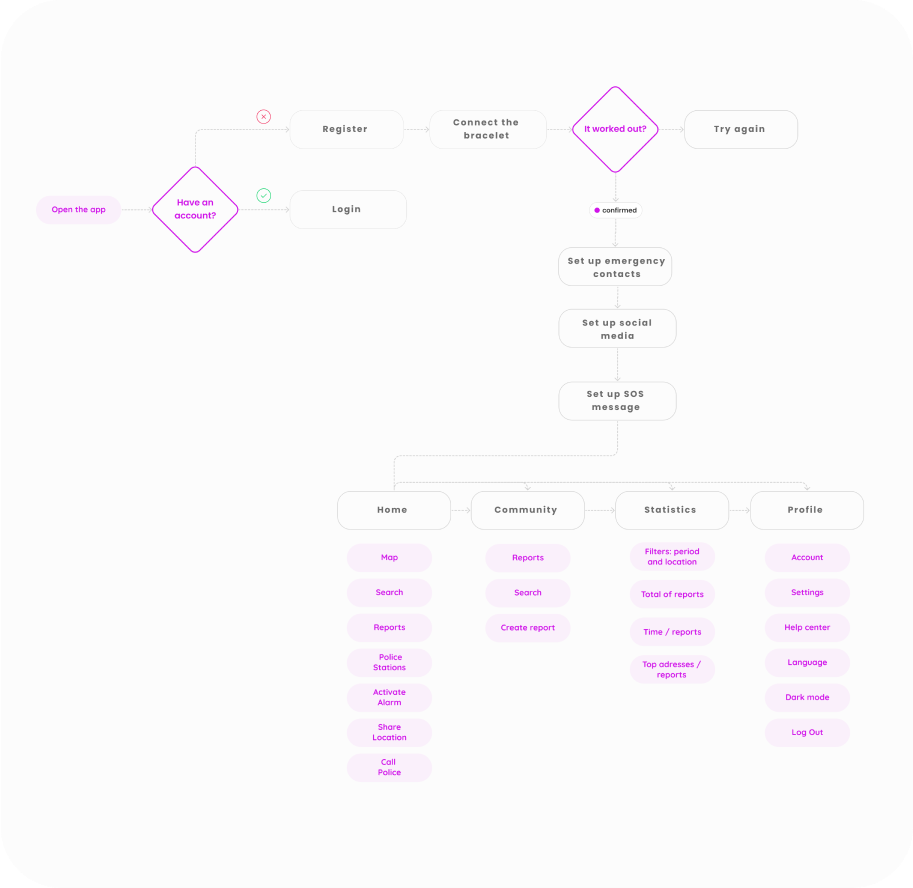 Register
Connect the
bracelet
It worked out?
Try again
Open the app
Have an
account?
Login
confirmed
Set up emergency
contacts
Set up social
media
Set up SOS
message
Home
Community
Statistics
Profile
Map
Search
Reports
Police
Stations
Activate
Alarm
Share
Location
Call
Police
Reports
Search
Create report
Filters: period
and location
Total of reports
Time / reports
Top adresses /
reports
Account
Settings
Help center
Language
Dark mode
Log Out